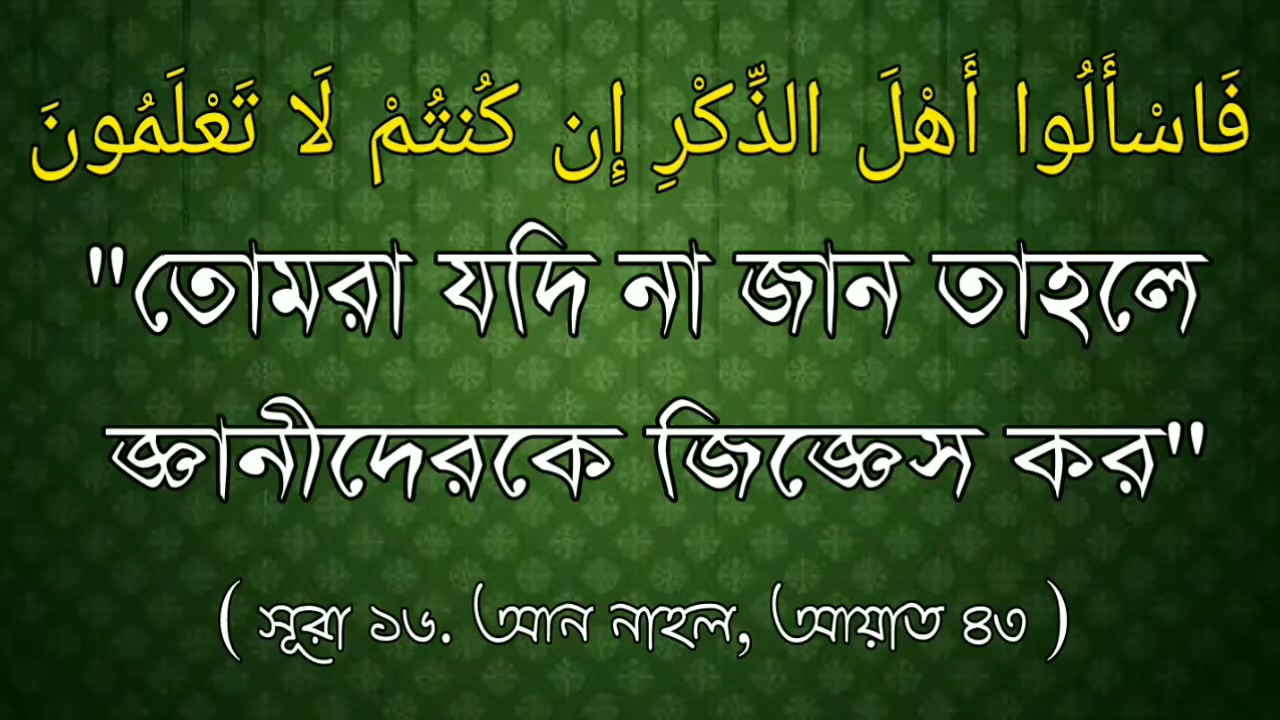 فَاسْأَلُوا أَهْلَ الذِّكْرِ إِن كُنتُمْ لَا تَعْلَمُونَ
"তোমরা যদি না জান তাহলে
জ্ঞানীদেরকে জিজ্ঞেস কর"
( সূরা ১৬. আন নাহল, আয়াত ৪৩ )